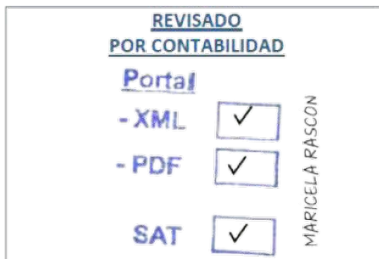 REVISADO
POR CONTABILIDAD
Portal
- XML ✓
- PDF ✓
SAT ✓
MARICELA RASCON